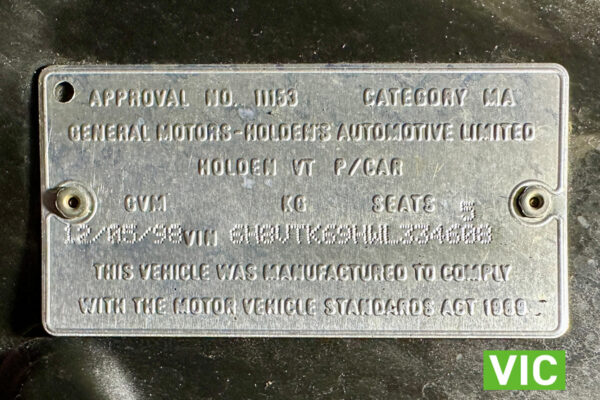 APPROVAL NO. 11153 CATEGORY MA
GENERAL MOTORS-HOLDEN'S AUTOMOTIVE LIMITED
HOLDEN VT P/CAR
GVM KG SEATS 5
12/05/98 VIN 6H8VTK69HWL334608
THIS VEHICLE WAS MANUFACTURED TO COMPLY
WITH THE MOTOR VEHICLE STANDARDS ACT 1989.
VIC